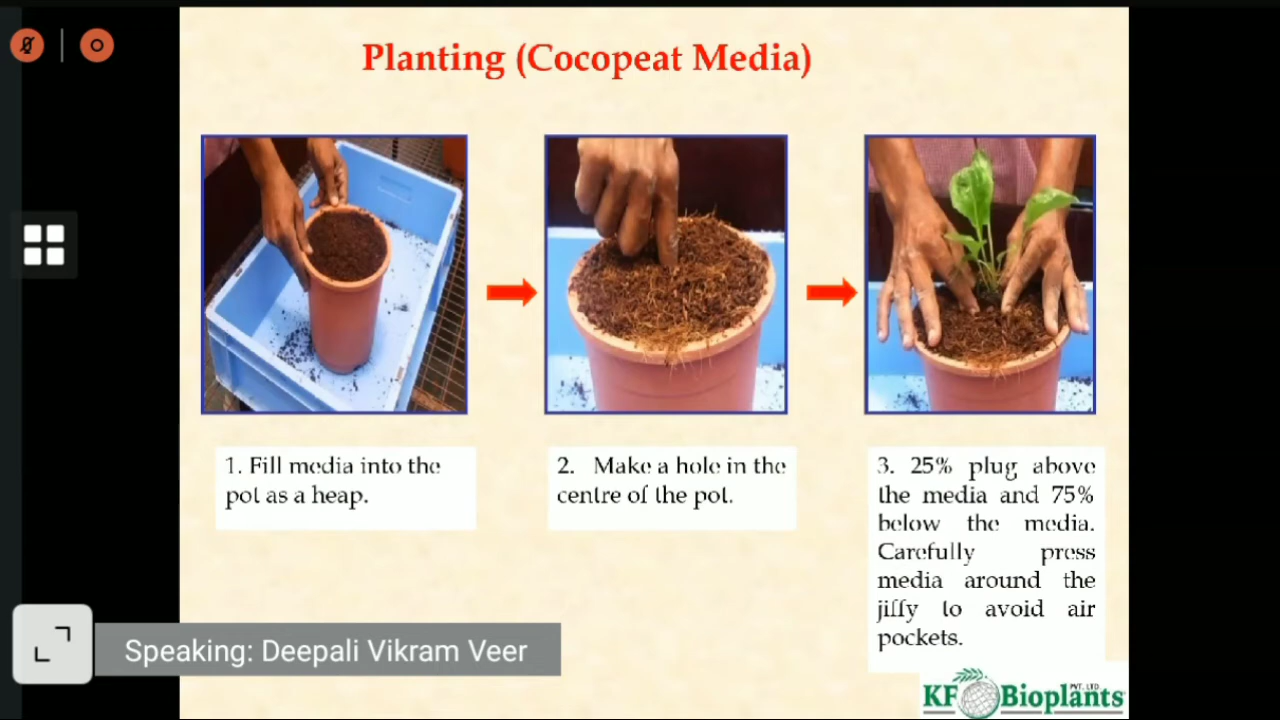 Planting (Cocopeat Media)
1. Fill media into the
pot as a heap.
2. Make a hole in the
centre of the pot.
3. 25% plug above
the media and 75%
below the media.
Carefully press
media around the
jiffy to avoid air
pockets.
Speaking: Deepali Vikram Veer
KF Bioplants PVT. LTD.